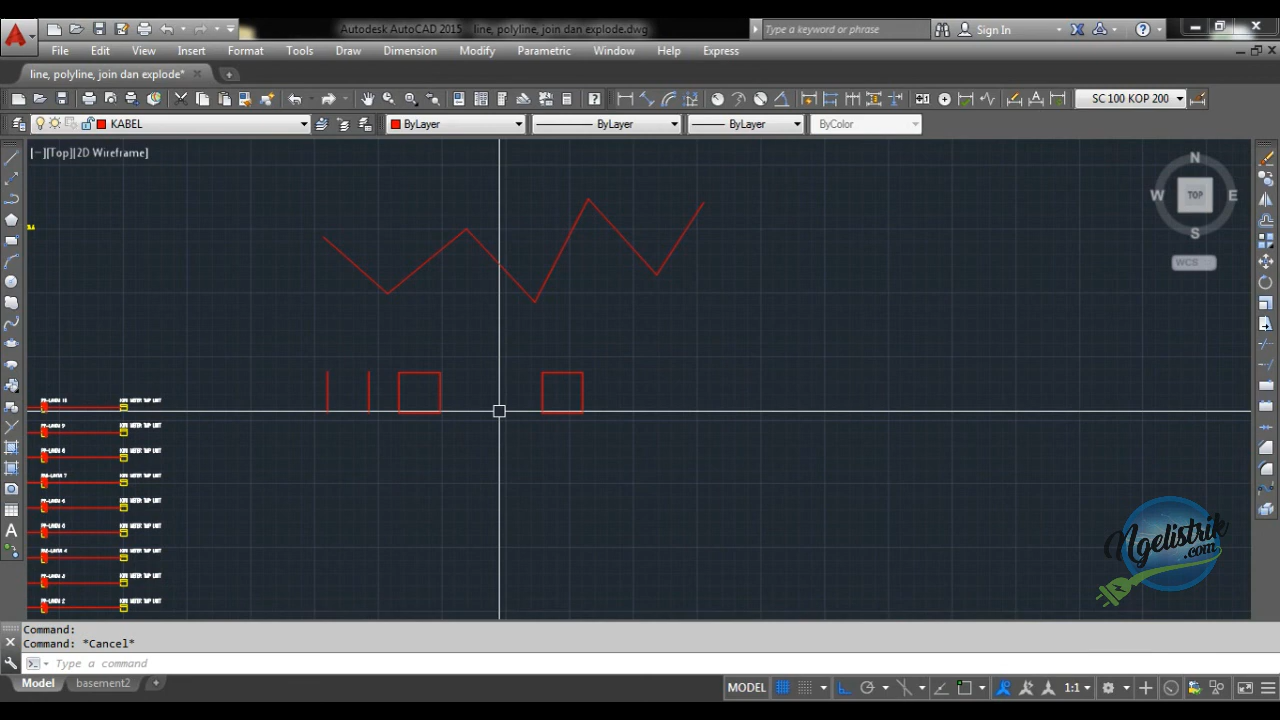 Autodesk AutoCAD 2015 line, polyline, join dan explode.dwg
Type a keyword or phrase
Sign In
File Edit View Insert Format Tools Draw Dimension Modify Parametric Window Help Express
line, polyline, join dan explode*
SC 100 KOP 200
KABEL
ByLayer
ByLayer
ByLayer
ByColor
[−][Top][2D Wireframe]
N
W TOP E
S
WCS
Ngelistrik
.com
Command:
Command: *Cancel*
Type a command
Model basement2
MODEL
1:1